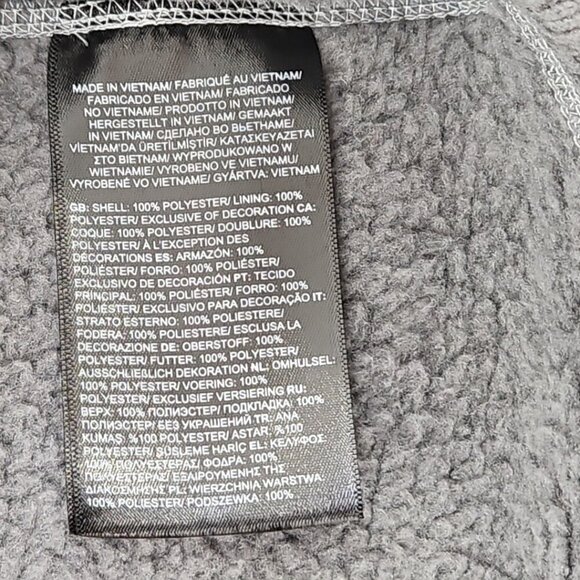 MADE IN VIETNAM/ FABRIQUÉ AU VIETNAM/
FABRICADO EN VIETNAM/ FABRICADO
NO VIETNAME/ PRODOTTO IN VIETNAM/
HERGESTELLT IN VIETNAM/ GEMAAKT
IN VIETNAM/ СДЕЛАНО ВО ВЬЕТНАМЕ/
VİETNAM'DA ÜRETİLMİŞTİR/ ΚΑΤΑΣΚΕΥΑΖΕΤΑΙ
ΣΤΟ ΒΙΕΤΝΑΜ/ WYPRODUKOWANO W
WIETNAMIE/ VYROBENO VE VIETNAMU/
VYROBENÉ VO VIETNAME/ GYÁRTVA: VIETNAM
GB: SHELL: 100% POLYESTER/ LINING: 100%
POLYESTER/ EXCLUSIVE OF DECORATION CA:
COQUE: 100% POLYESTER/ DOUBLURE: 100%
POLYESTER/ À L'EXCEPTION DES
DÉCORATIONS ES: ARMAZÓN: 100%
POLIÉSTER/ FORRO: 100% POLIÉSTER/
EXCLUSIVO DE DECORACIÓN PT: TECIDO
PRINCIPAL: 100% POLIÉSTER/ FORRO: 100%
POLIÉSTER/ EXCLUSIVO PARA DECORAÇÃO IT:
STRATO ESTERNO: 100% POLIESTERE/
FODERA: 100% POLIESTERE/ ESCLUSA LA
DECORAZIONE DE: OBERSTOFF: 100%
POLYESTER/ FUTTER: 100% POLYESTER/
AUSSCHLIEßLICH DEKORATION NL: OMHULSEL:
100% POLYESTER/ VOERING: 100%
POLYESTER/ EXCLUSIEF VERSIERING RU:
ВЕРХ: 100% ПОЛИЭСТЕР/ ПОДКЛАДКА: 100%
ПОЛИЭСТЕР/ БЕЗ УКРАШЕНИЙ TR: ANA
KUMAŞ: %100 POLYESTER/ ASTAR: %100
POLYESTER/ SÜSLEME HARİÇ EL: ΚΕΛΥΦΟΣ:
100% ΠΟΛΥΕΣΤΕΡΑΣ/ ΦΟΔΡΑ: 100%
ΠΟΛΥΕΣΤΕΡΑΣ/ ΕΞΑΙΡΟΥΜΕΝΗΣ ΤΗΣ
ΔΙΑΚΟΣΜΗΣΗΣ PL: WIERZCHNIA WARSTWA:
100% POLIESTER/ PODSZEWKA: 100%